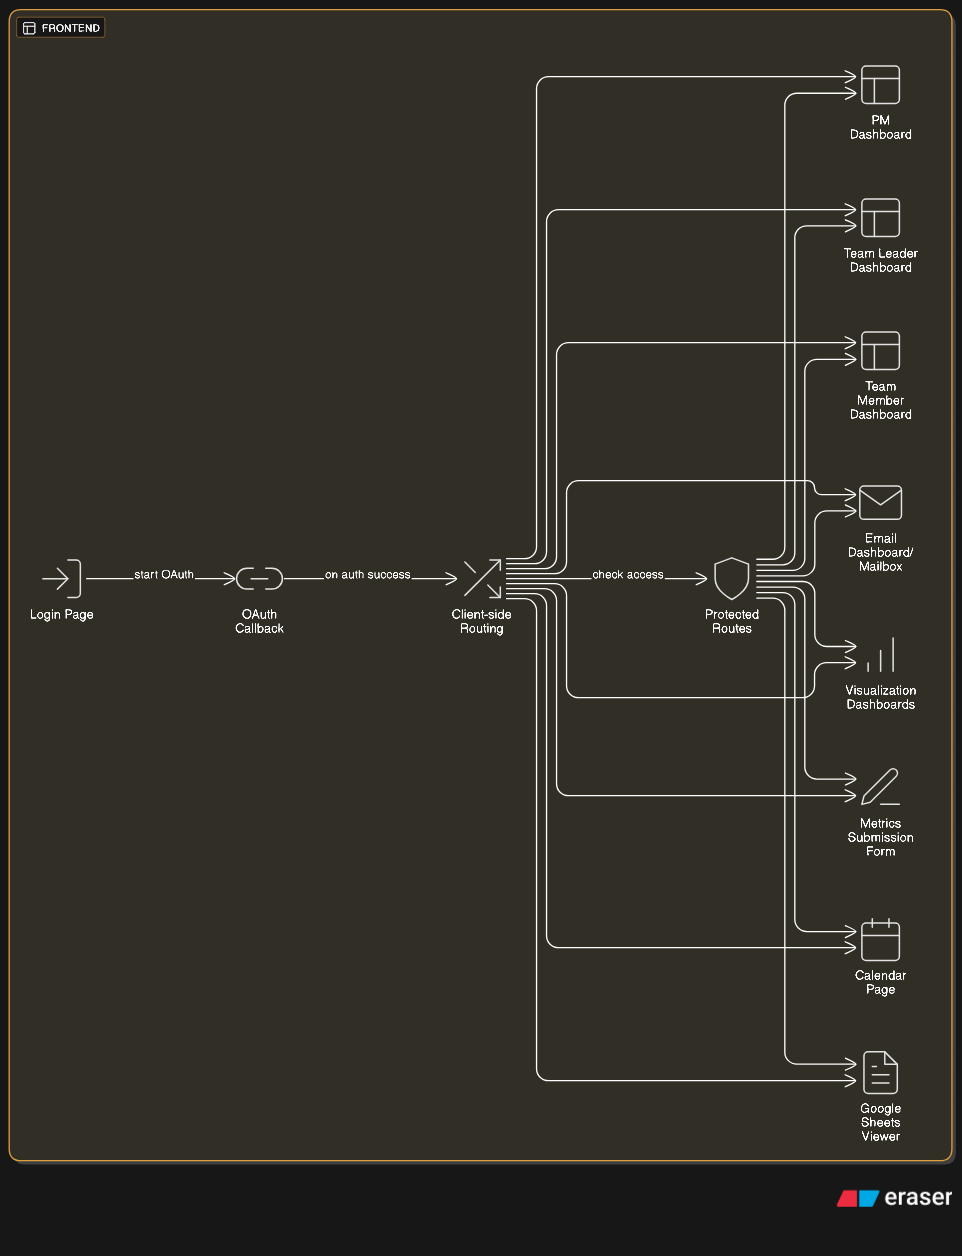 FRONTEND
PM
Dashboard
Team Leader
Dashboard
Team
Member
Dashboard
Email
Dashboard/
Mailbox
start OAuth
on auth success
check access
Login Page
OAuth
Callback
Client-side
Routing
Protected
Routes
Visualization
Dashboards
Metrics
Submission
Form
Calendar
Page
Google
Sheets
Viewer
eraser